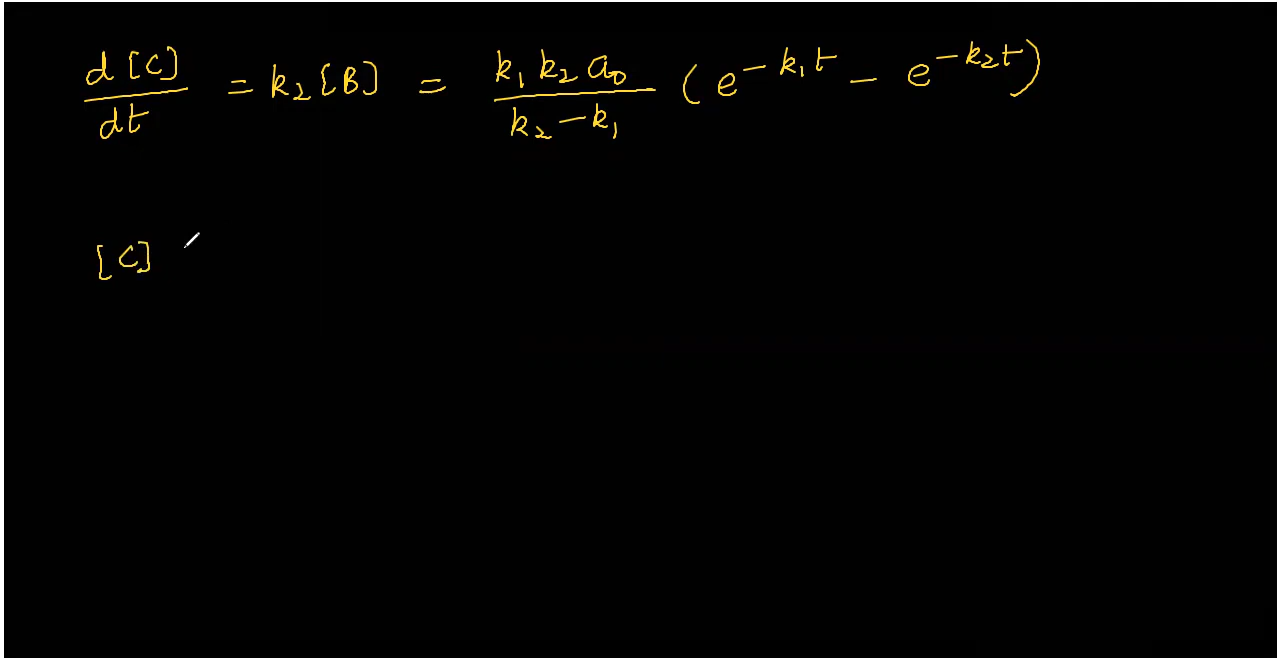 d[C]/dt = k₂[B] = k₁k₂a₀/(k₂−k₁) (e^(−k₁t) − e^(−k₂t))
[C]